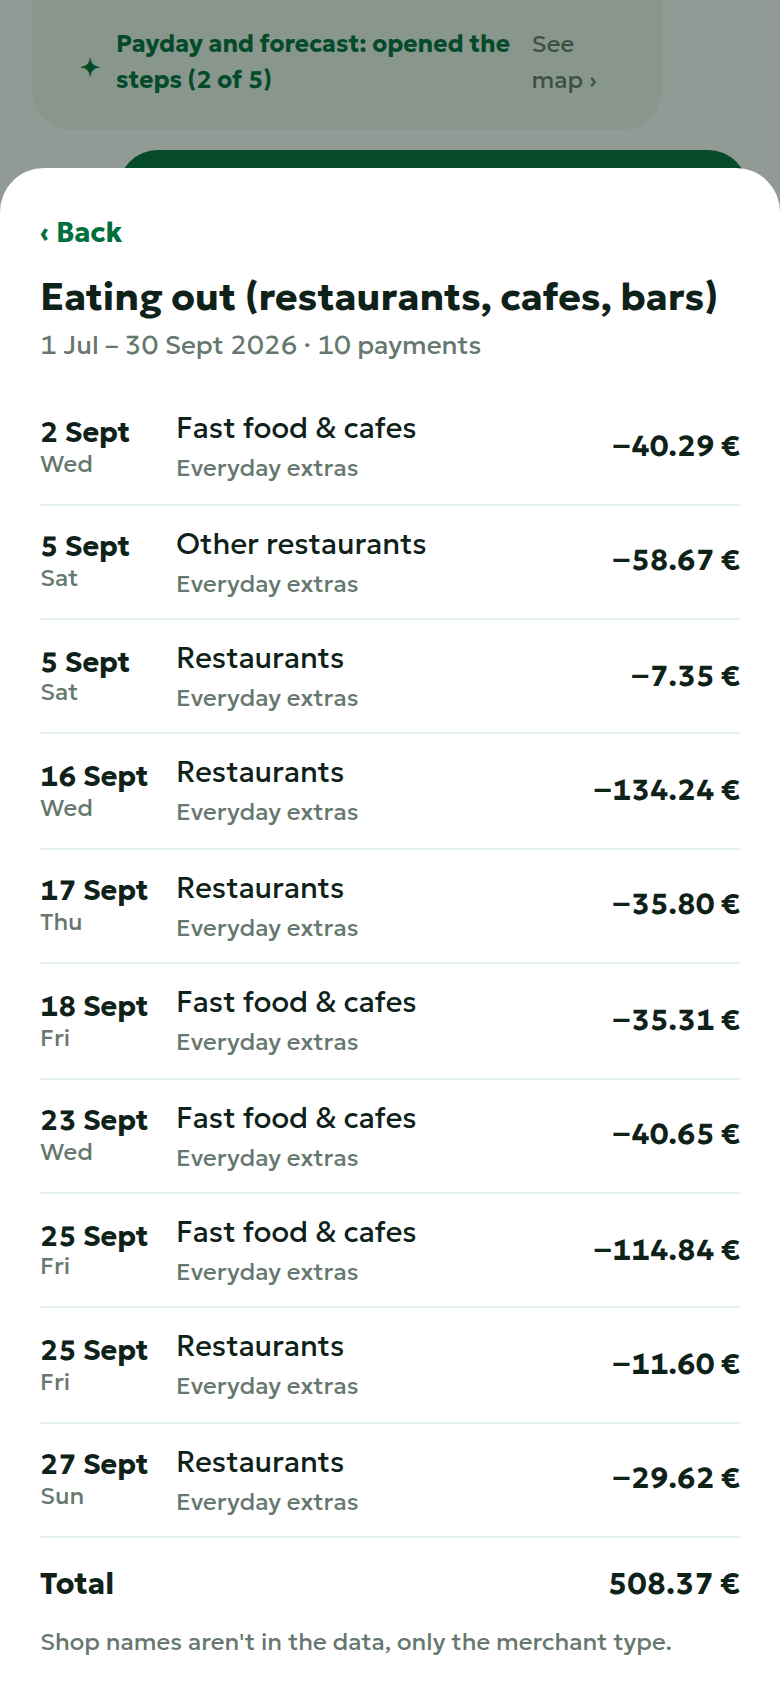 ✦ Payday and forecast: opened the steps (2 of 5)
See map ›
‹ Back
Eating out (restaurants, cafes, bars)
1 Jul – 30 Sept 2026 · 10 payments
2 Sept Fast food & cafes −40.29 €
Wed Everyday extras
5 Sept Other restaurants −58.67 €
Sat Everyday extras
5 Sept Restaurants −7.35 €
Sat Everyday extras
16 Sept Restaurants −134.24 €
Wed Everyday extras
17 Sept Restaurants −35.80 €
Thu Everyday extras
18 Sept Fast food & cafes −35.31 €
Fri Everyday extras
23 Sept Fast food & cafes −40.65 €
Wed Everyday extras
25 Sept Fast food & cafes −114.84 €
Fri Everyday extras
25 Sept Restaurants −11.60 €
Fri Everyday extras
27 Sept Restaurants −29.62 €
Sun Everyday extras
Total 508.37 €
Shop names aren't in the data, only the merchant type.